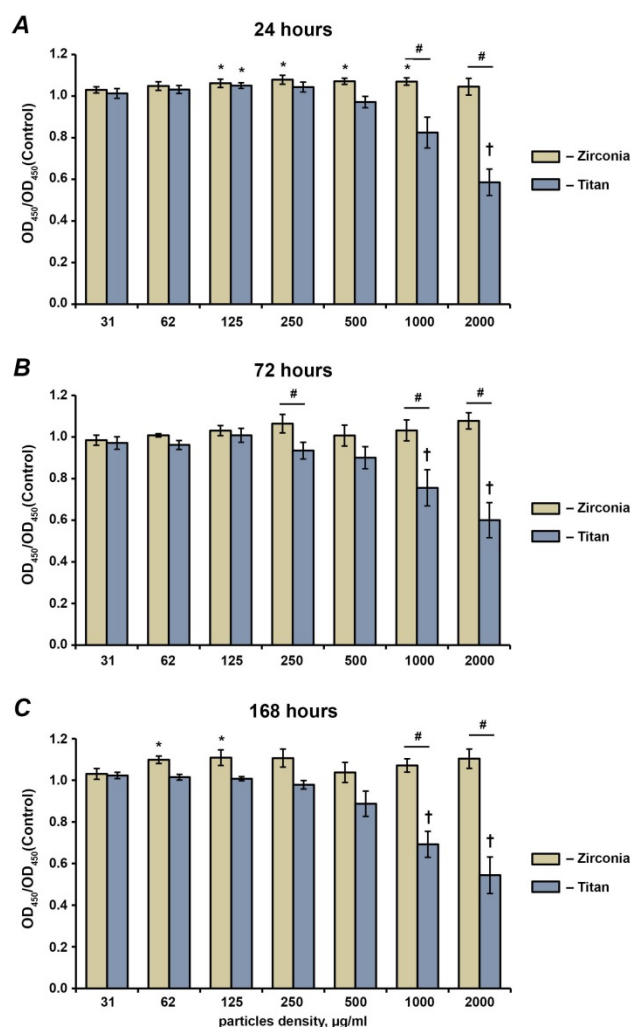 A
24 hours
* * * * * # #
†
1.2
1.0
0.8
0.6
0.4
0.2
0.0
OD450/OD450(Control)
– Zirconia
– Titan
31 62 125 250 500 1000 2000
B
72 hours
# # #
† †
1.2
1.0
0.8
0.6
0.4
0.2
0.0
OD450/OD450(Control)
– Zirconia
– Titan
31 62 125 250 500 1000 2000
C
168 hours
* * # #
† †
1.2
1.0
0.8
0.6
0.4
0.2
0.0
OD450/OD450(Control)
– Zirconia
– Titan
31 62 125 250 500 1000 2000
particles density, µg/ml